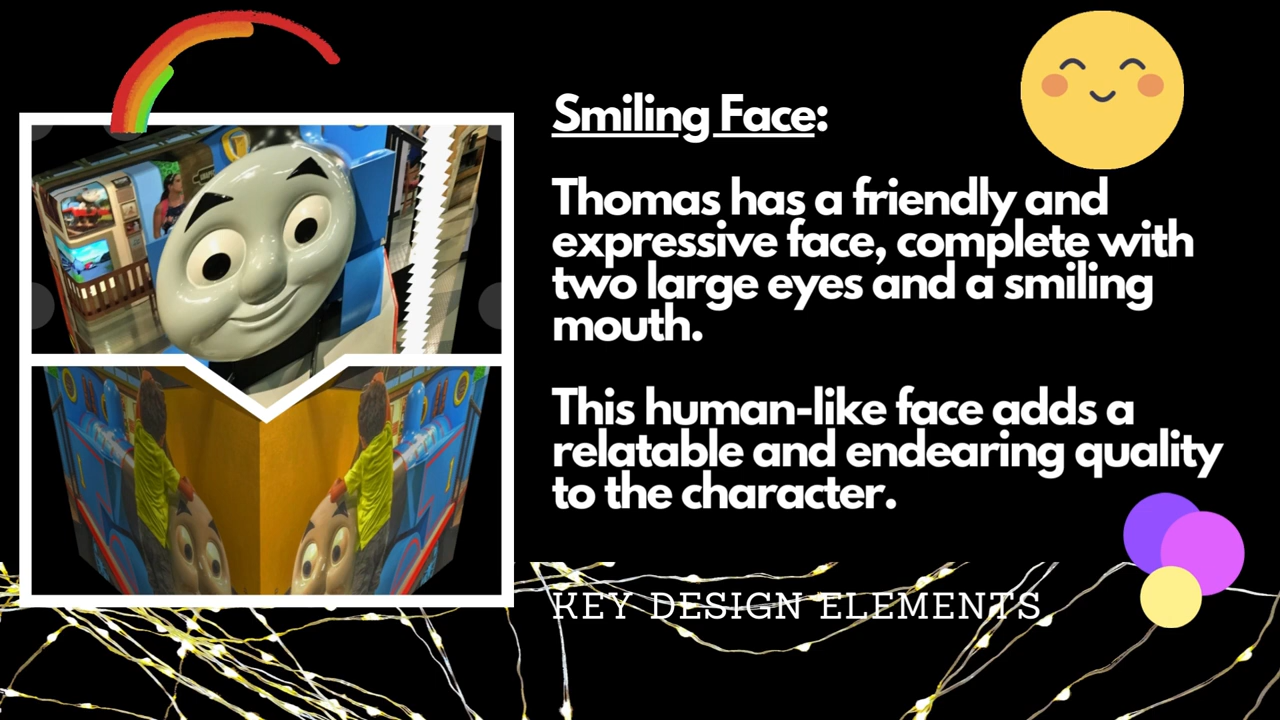 Smiling Face:
Thomas has a friendly and
expressive face, complete with
two large eyes and a smiling
mouth.
This human-like face adds a
relatable and endearing quality
to the character.
KEY DESIGN ELEMENTS